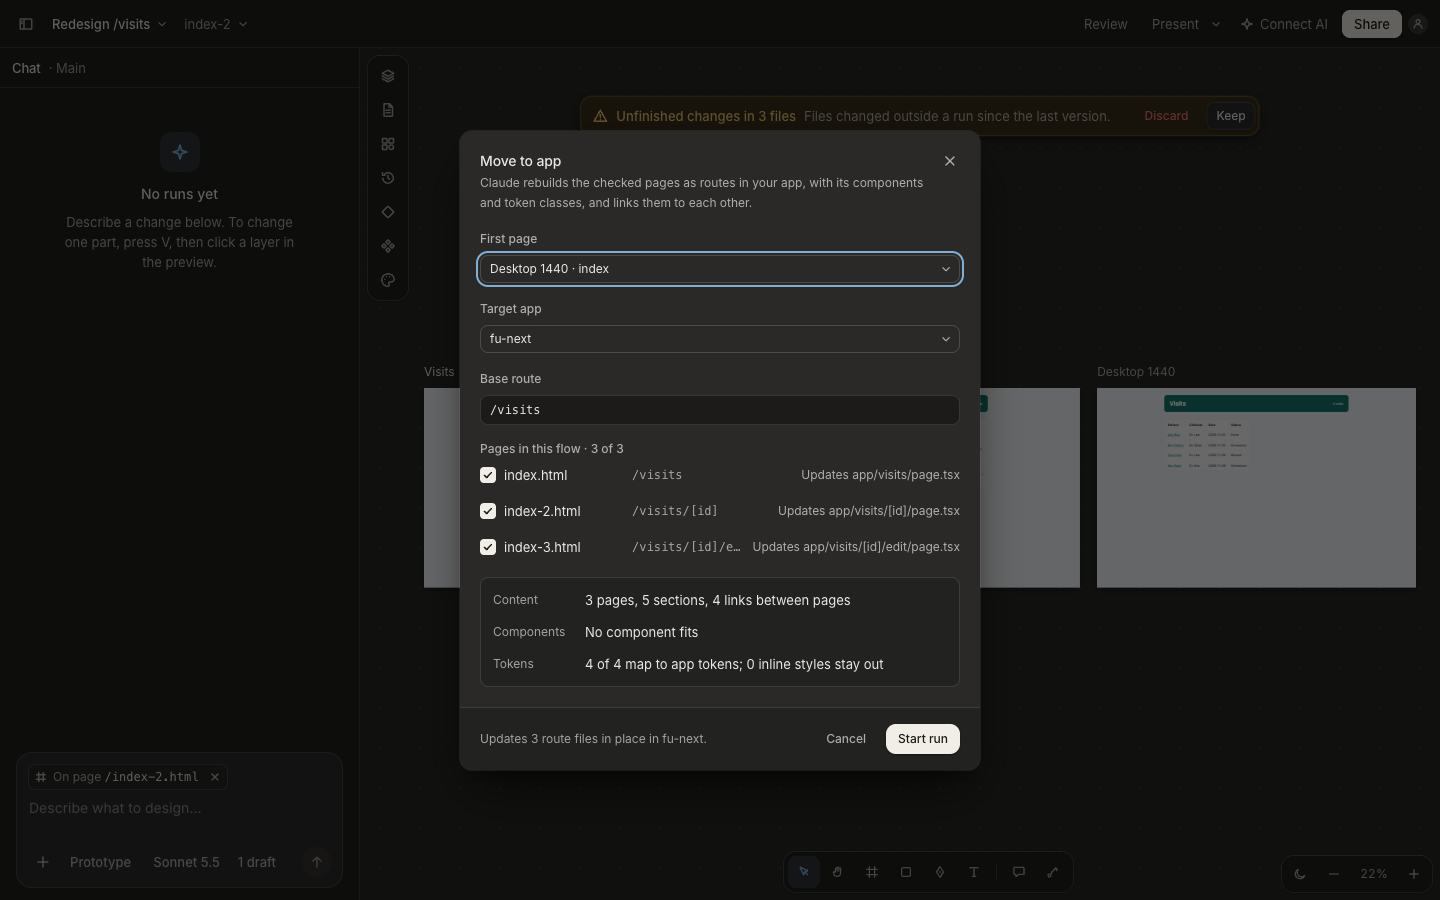 Redesign /visits
index-2
Review
Present
Connect AI
Share
Chat · Main
Unfinished changes in 3 files Files changed outside a run since the last version.
Discard
Keep
No runs yet
Describe a change below. To change
one part, press V, then click a layer in
the preview.
Move to app
Claude rebuilds the checked pages as routes in your app, with its components
and token classes, and links them to each other.
First page
Desktop 1440 · index
Target app
fu-next
Base route
/visits
Pages in this flow · 3 of 3
index.html /visits Updates app/visits/page.tsx
index-2.html /visits/[id] Updates app/visits/[id]/page.tsx
index-3.html /visits/[id]/e… Updates app/visits/[id]/edit/page.tsx
Content 3 pages, 5 sections, 4 links between pages
Components No component fits
Tokens 4 of 4 map to app tokens; 0 inline styles stay out
Updates 3 route files in place in fu-next.
Cancel
Start run
Visits
Desktop 1440
Visits
On page /index-2.html
Describe what to design...
Prototype
Sonnet 5.5
1 draft
22%